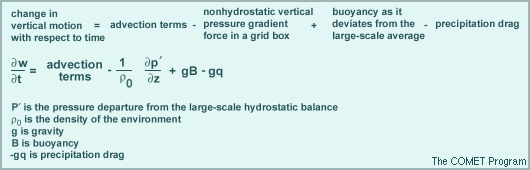 change in
vertical motion
with respect to time
=
advection terms
-
nonhydrostatic vertical
pressure gradient
force in a grid box
+
buoyancy as it
deviates from the
large-scale average
- precipitation drag
∂w/∂t = advection terms - 1/ρ₀ ∂p′/∂z + gB - gq
P′ is the pressure departure from the large-scale hydrostatic balance
ρ₀ is the density of the environment
g is gravity
B is buoyancy
-gq is precipitation drag
The COMET Program